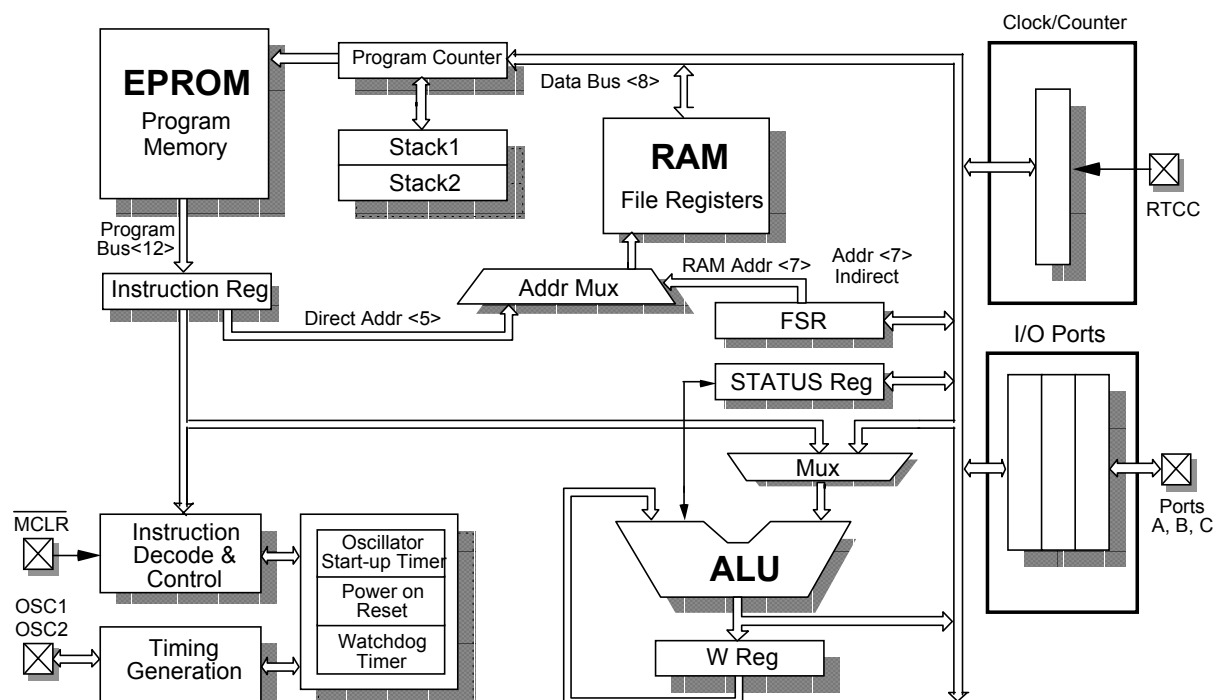 Clock/Counter
EPROM
Program
Memory
Program Counter
Data Bus <8>
Stack1
Stack2
RAM
File Registers
RTCC
Program
Bus<12>
Instruction Reg
Addr Mux
RAM Addr <7>
Addr <7>
Indirect
Direct Addr <5>
FSR
I/O Ports
STATUS Reg
Mux
Ports
A, B, C
MCLR
Instruction
Decode &
Control
Oscillator
Start-up Timer
Power on
Reset
Watchdog
Timer
ALU
OSC1
OSC2
Timing
Generation
W Reg